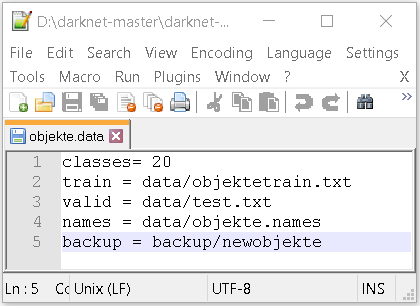 D:\darknet-master\darknet-...
File Edit Search View Encoding Language Settings
Tools Macro Run Plugins Window ? X
objekte.data
1 classes= 20
2 train = data/objektetrain.txt
3 valid = data/test.txt
4 names = data/objekte.names
5 backup = backup/newobjekte
Ln : 5 Co Unix (LF) UTF-8 INS